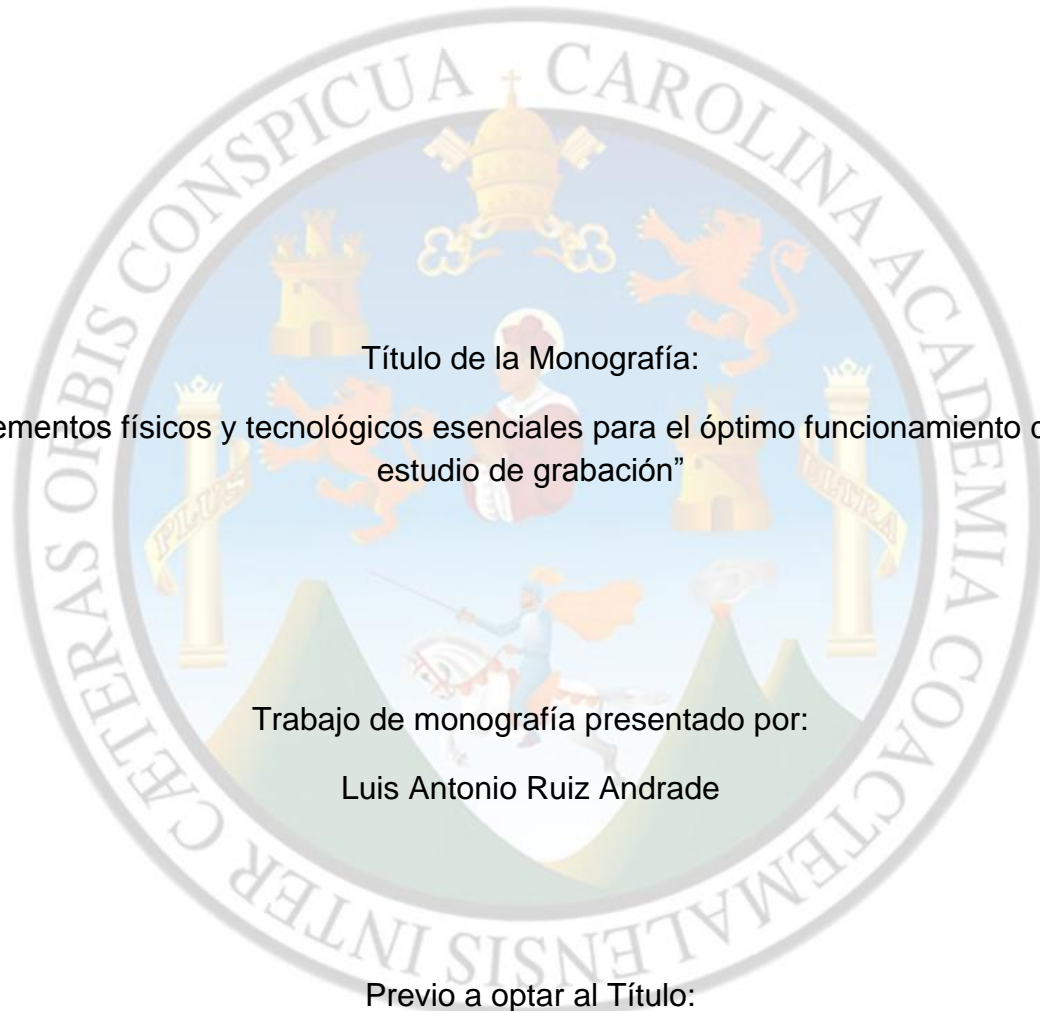 CAROLINA ACADEMIA COACTEMALENSIS INTER CÆTERAS ORBIS CONSPICUA
Título de la Monografía:
ementos físicos y tecnológicos esenciales para el óptimo funcionamiento
estudio de grabación”
PLUS
ULTRA
Trabajo de monografía presentado por:
Luis Antonio Ruiz Andrade
Previo a optar al Título: